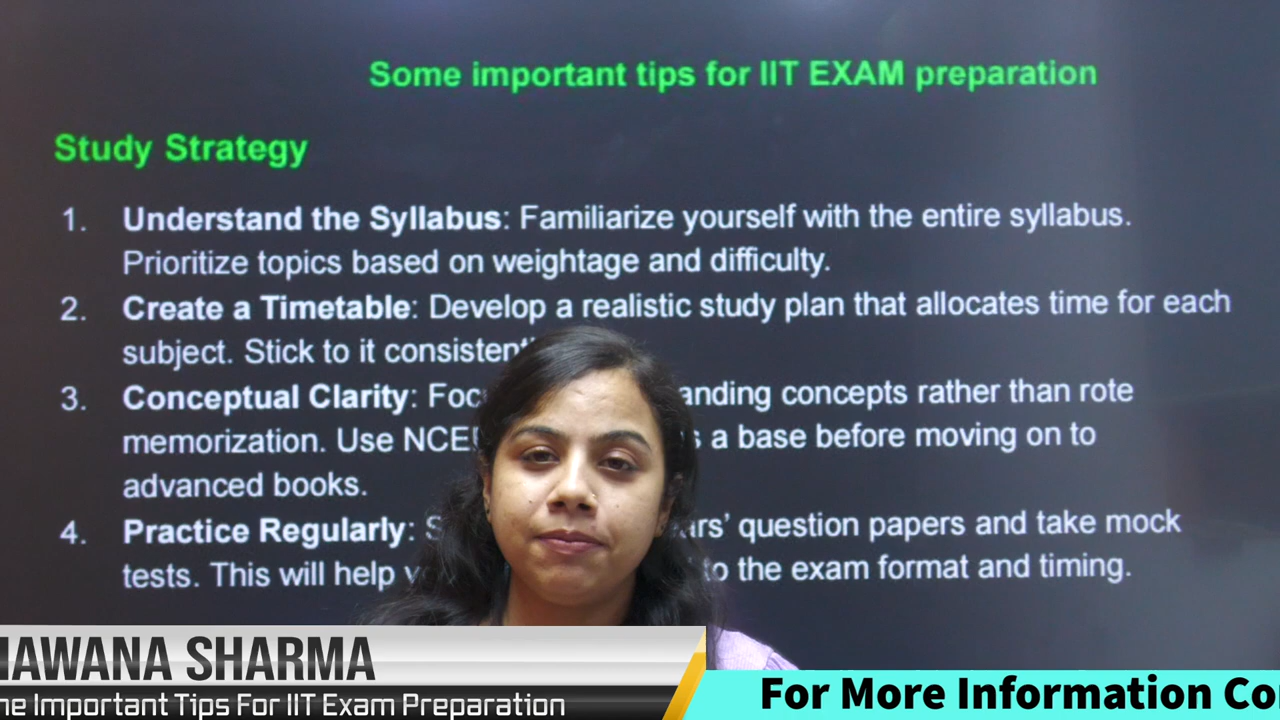 Some important tips for IIT EXAM preparation
Study Strategy
1. Understand the Syllabus: Familiarize yourself with the entire syllabus.
Prioritize topics based on weightage and difficulty.
2. Create a Timetable: Develop a realistic study plan that allocates time for each
subject. Stick to it
3. Conceptual Clarity: concepts rather than rote
memorization. Use a base before moving on to
advanced books.
4. Practice Regularly: question papers and take mock
tests. This will help to the exam format and timing.
SHARMA
Important Tips For IIT Exam Preparation
For More Information